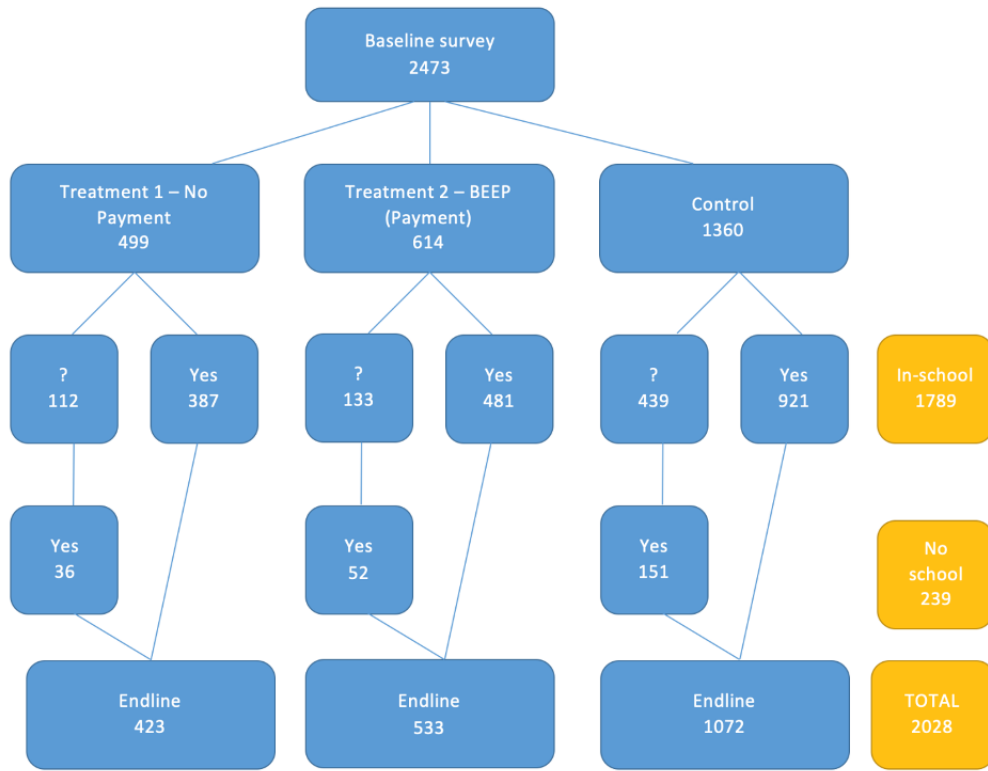 Baseline survey
2473
Treatment 1 – No
Payment
499
Treatment 2 – BEEP
(Payment)
614
Control
1360
?
112
Yes
387
?
133
Yes
481
?
439
Yes
921
In-school
1789
Yes
36
Yes
52
Yes
151
No
school
239
Endline
423
Endline
533
Endline
1072
TOTAL
2028